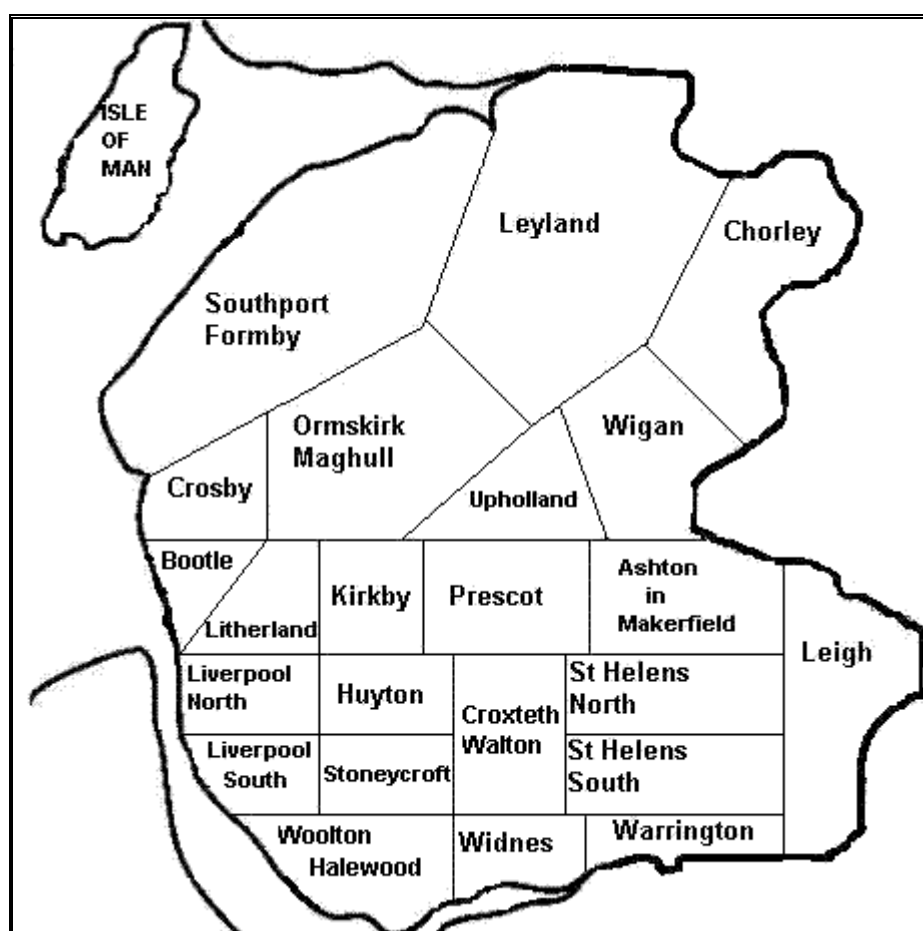 ISLE
OF
MAN
Leyland
Chorley
Southport
Formby
Ormskirk
Maghull
Wigan
Crosby
Upholland
Bootle
Litherland
Kirkby
Prescot
Ashton
in
Makerfield
Leigh
Liverpool
North
Huyton
Croxteth
Walton
St Helens
North
Liverpool
South
Stoneycroft
St Helens
South
Woolton
Halewood
Widnes
Warrington